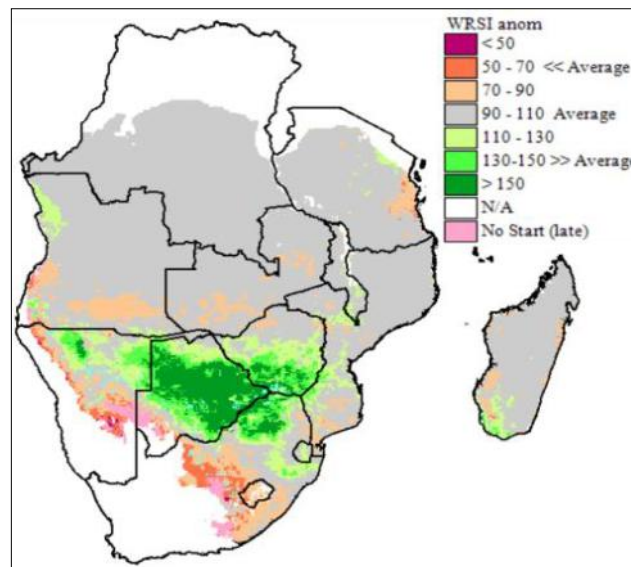 WRSI anom
< 50
50 - 70 << Average
70 - 90
90 - 110 Average
110 - 130
130-150 >> Average
> 150
N/A
No Start (late)